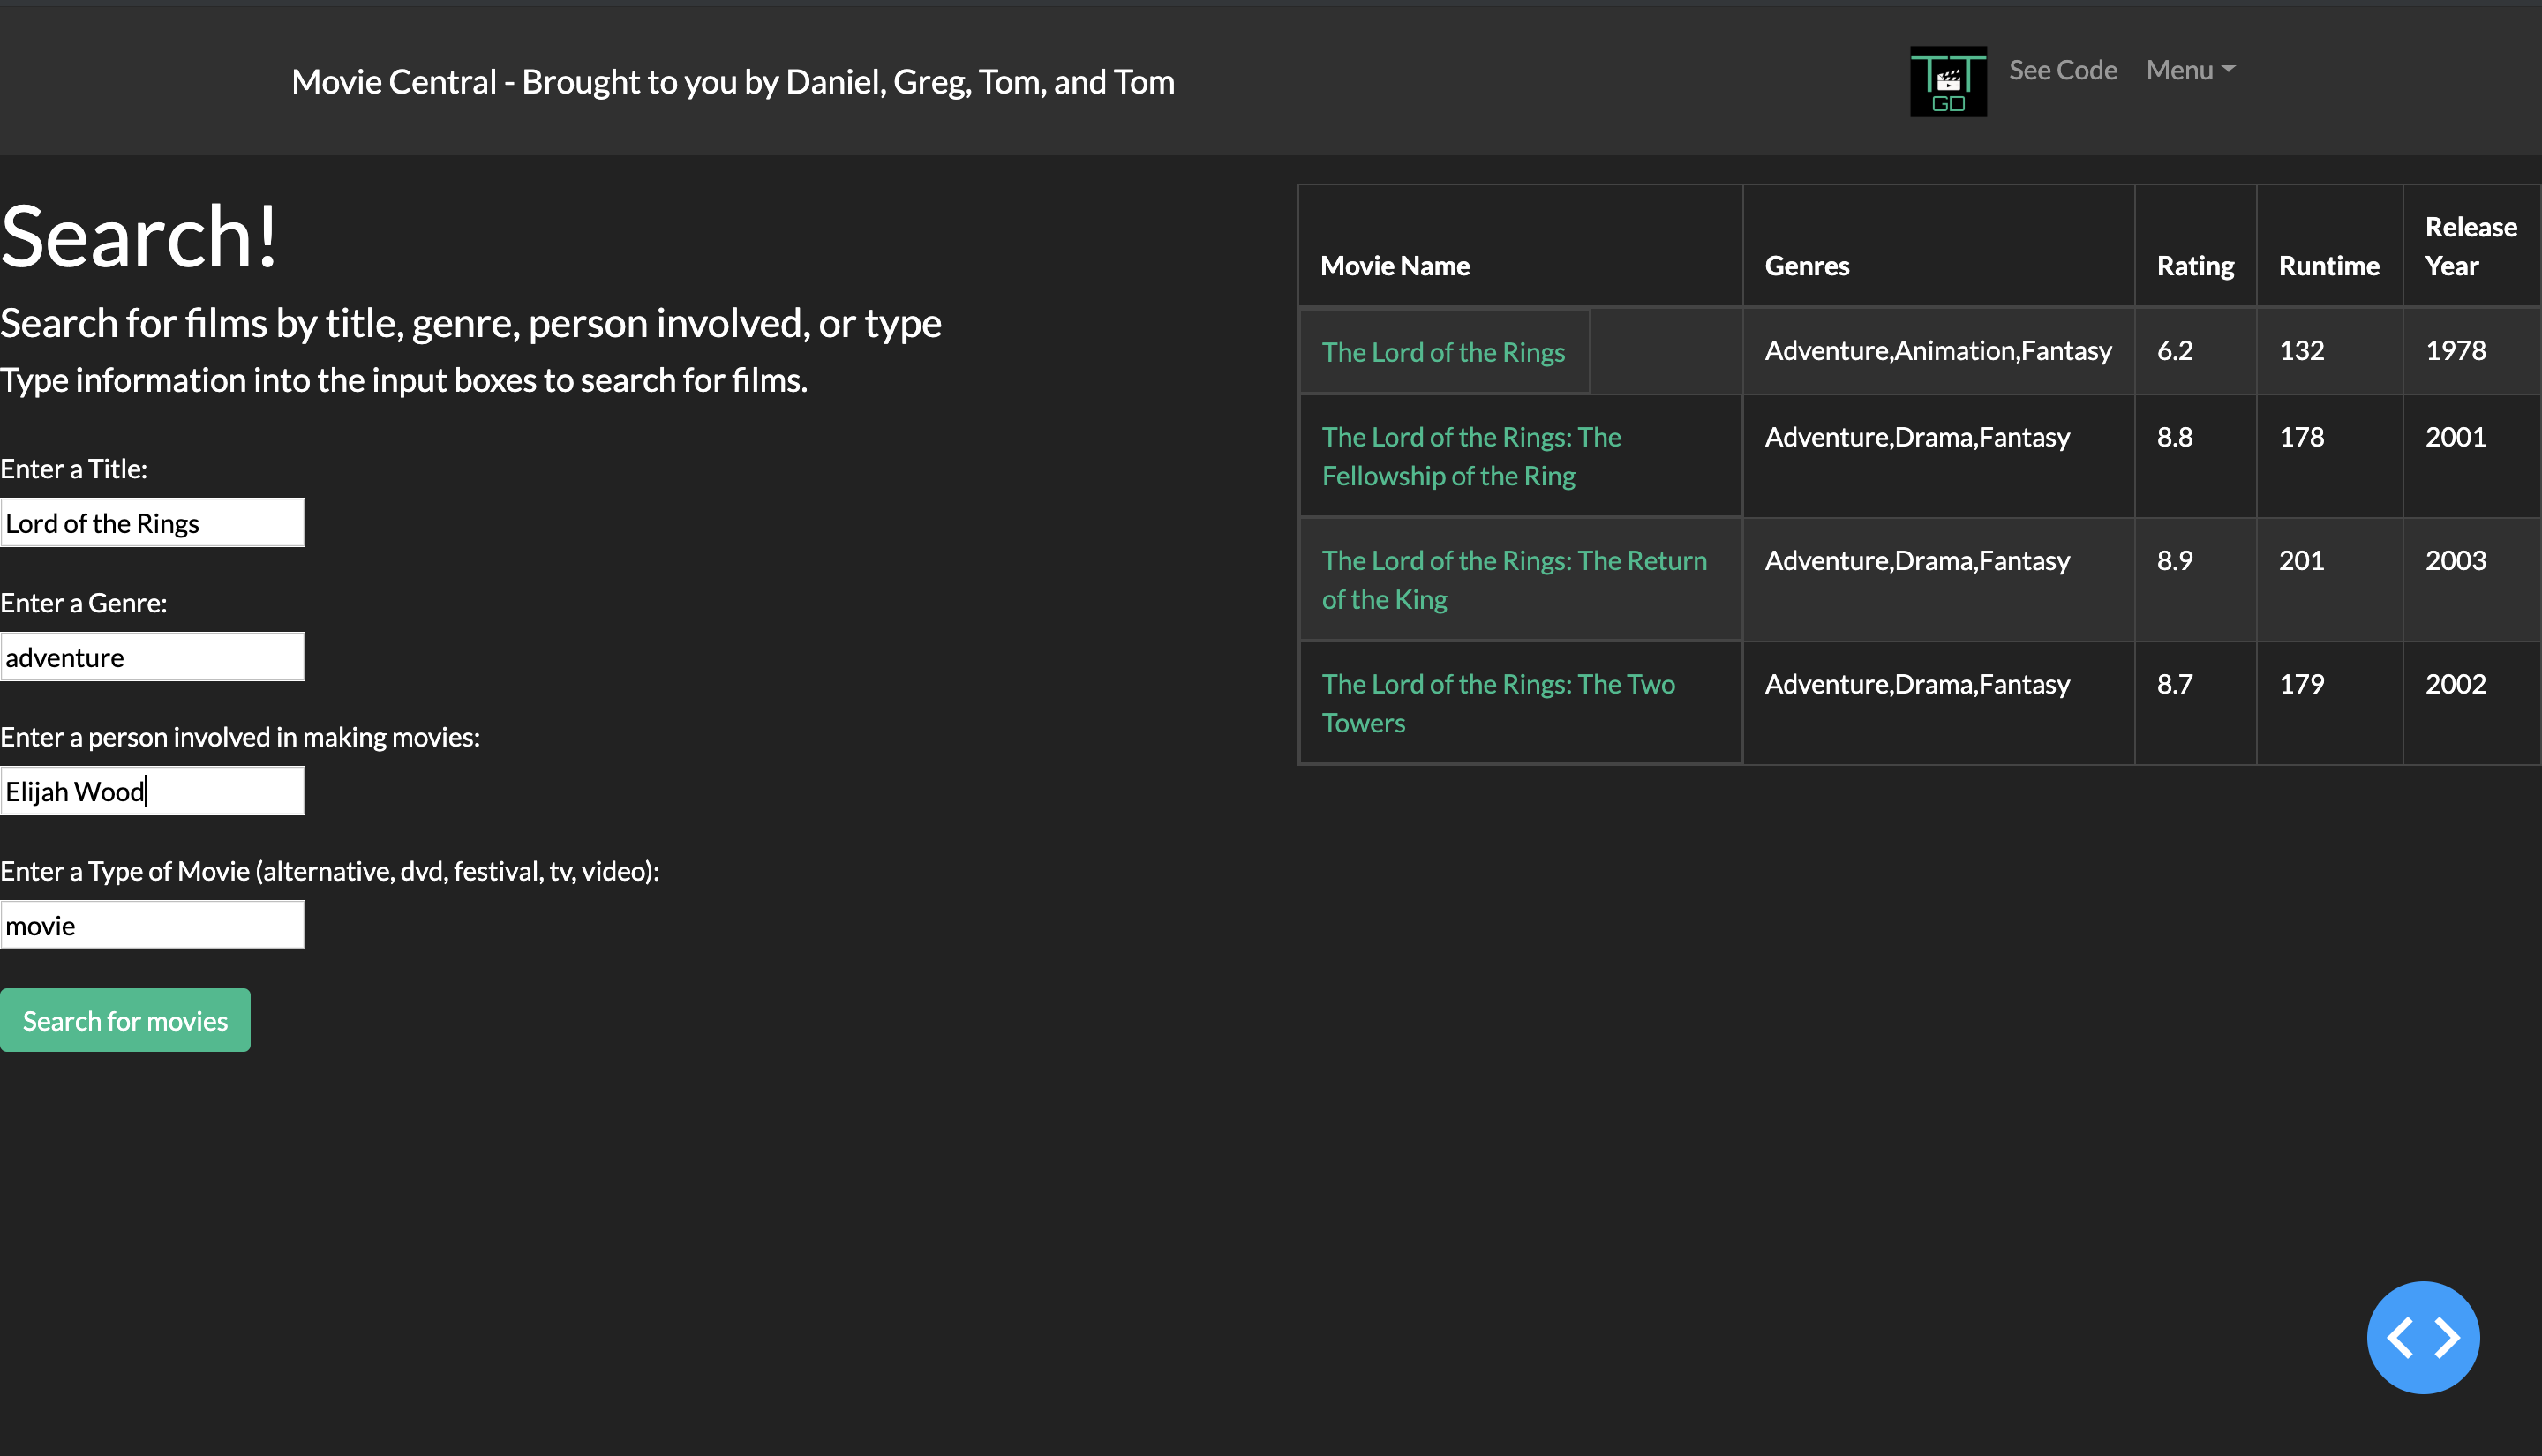 Movie Central - Brought to you by Daniel, Greg, Tom, and Tom
TT
GD
See Code
Menu
Search!
Search for films by title, genre, person involved, or type
Type information into the input boxes to search for films.
Enter a Title:
Lord of the Rings
Enter a Genre:
adventure
Enter a person involved in making movies:
Elijah Wood
Enter a Type of Movie (alternative, dvd, festival, tv, video):
movie
Search for movies
Movie Name Genres Rating Runtime Release
Year
The Lord of the Rings Adventure,Animation,Fantasy 6.2 132 1978
The Lord of the Rings: The Adventure,Drama,Fantasy 8.8 178 2001
Fellowship of the Ring
The Lord of the Rings: The Return Adventure,Drama,Fantasy 8.9 201 2003
of the King
The Lord of the Rings: The Two Adventure,Drama,Fantasy 8.7 179 2002
Towers